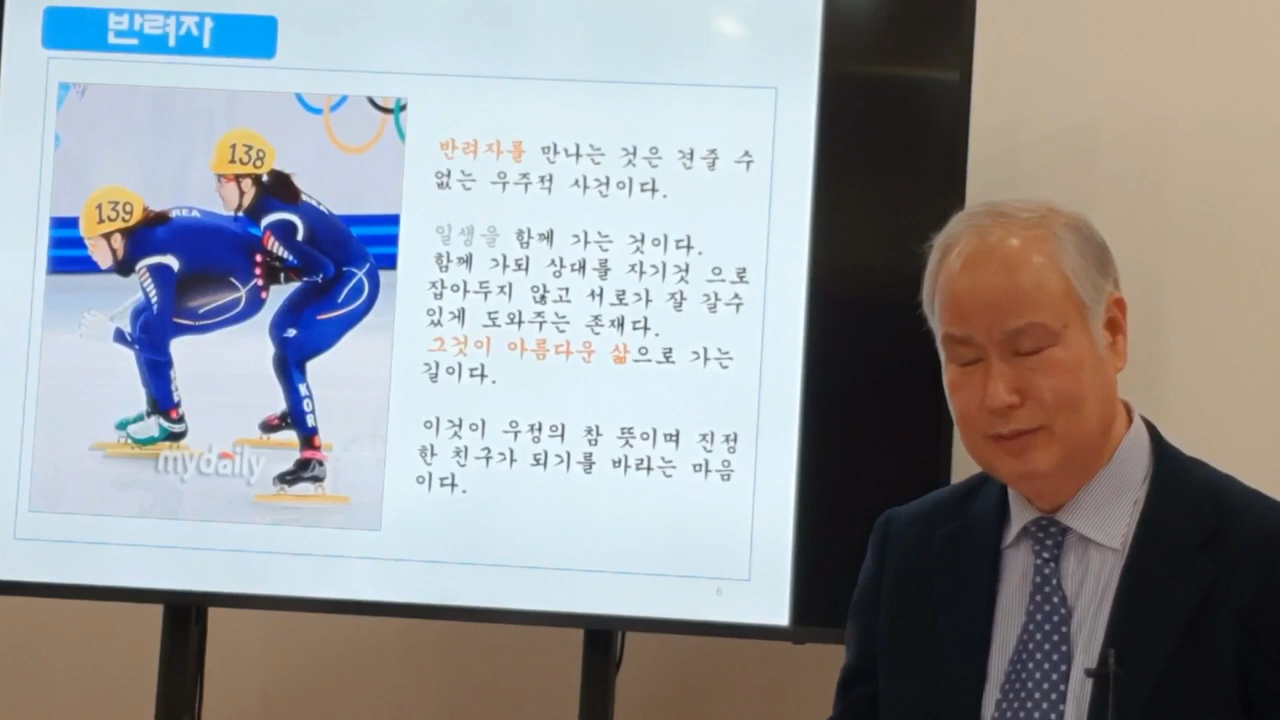 반려자
138
139
REA
KOR
mydaily
반려자를 만나는 것은 견줄 수
없는 우주적 사건이다.
일생을 함께 가는 것이다.
함께 가되 상대를 자기것 으로
잡아두지 않고 서로가 잘 갈수
있게 도와주는 존재다.
그것이 아름다운 삶으로 가는
길이다.
이것이 우정의 참 뜻이며 진정
한 친구가 되기를 바라는 마음
이다.
6